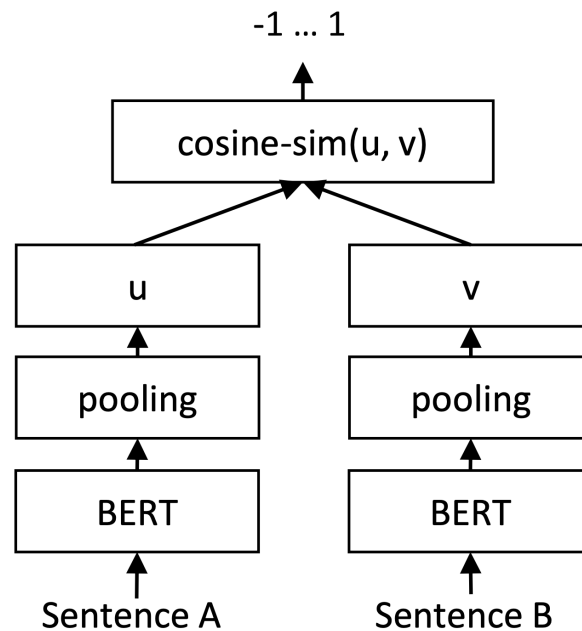 -1 … 1
cosine-sim(u, v)
u v
pooling pooling
BERT BERT
Sentence A Sentence B